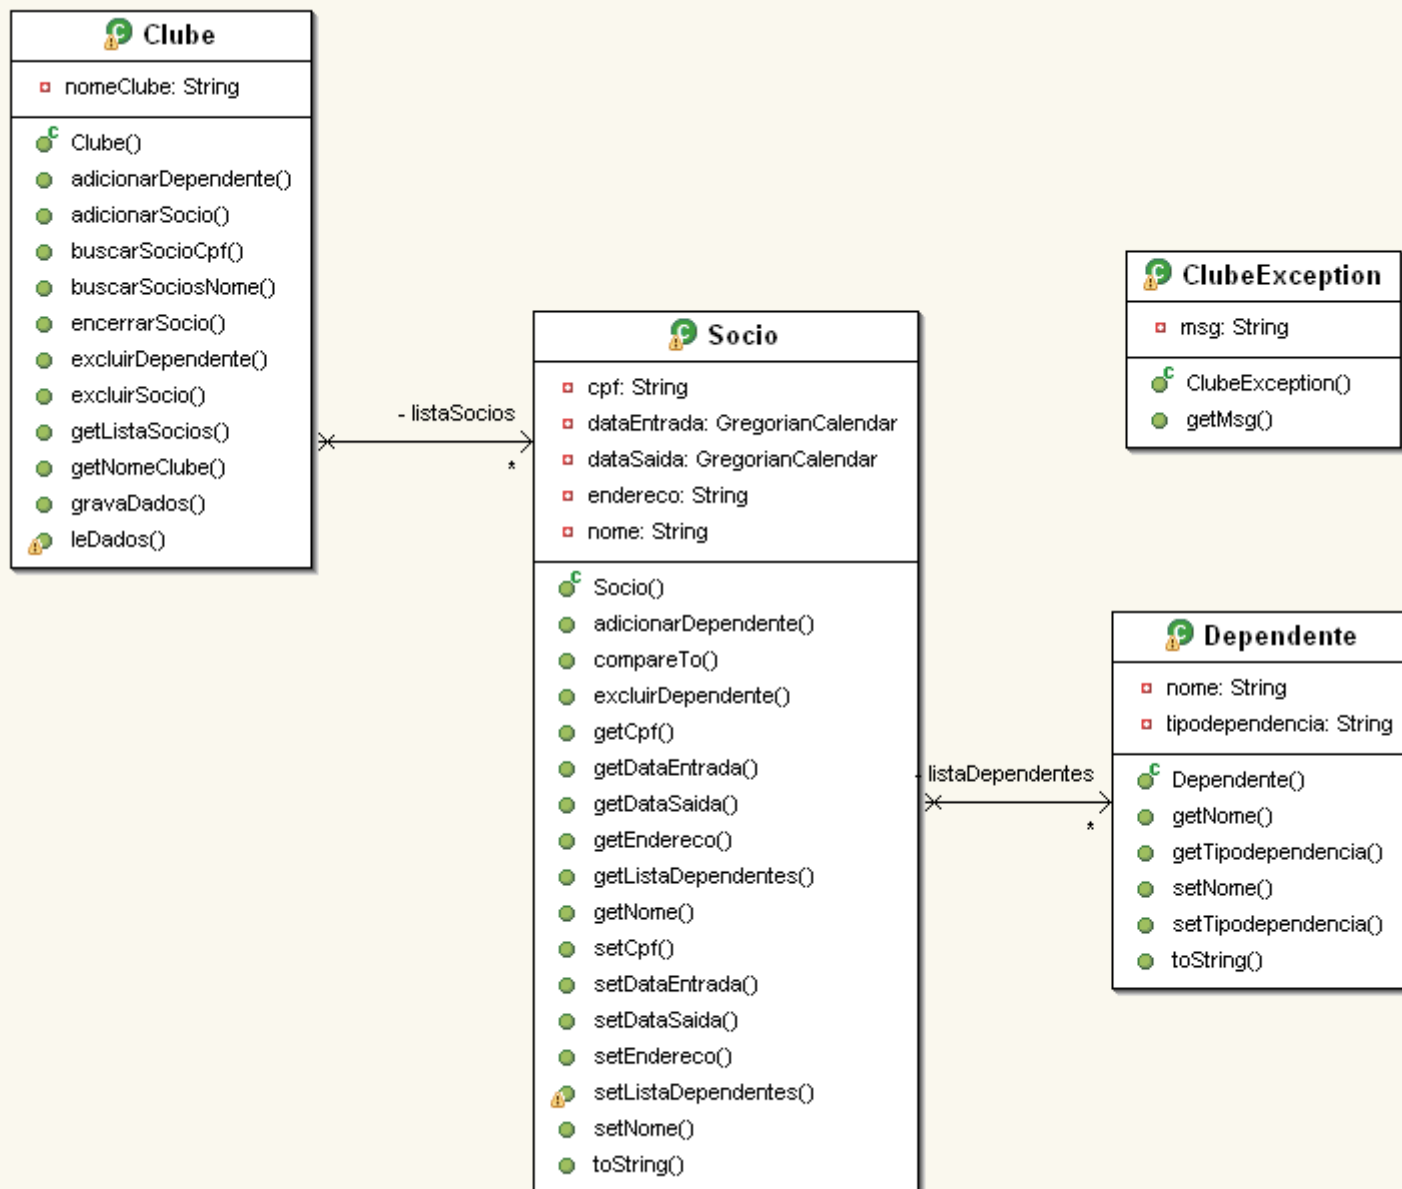 Clube
nomeClube: String
Clube()
adicionarDependente()
adicionarSocio()
buscarSocioCpf()
buscarSociosNome()
encerrarSocio()
excluirDependente()
excluirSocio()
getListaSocios()
getNomeClube()
gravaDados()
leDados()
- listaSocios
*
Socio
cpf: String
dataEntrada: GregorianCalendar
dataSaida: GregorianCalendar
endereco: String
nome: String
Socio()
adicionarDependente()
compareTo()
excluirDependente()
getCpf()
getDataEntrada()
getDataSaida()
getEndereco()
getListaDependentes()
getNome()
setCpf()
setDataEntrada()
setDataSaida()
setEndereco()
setListaDependentes()
setNome()
toString()
- listaDependentes
*
ClubeException
msg: String
ClubeException()
getMsg()
Dependente
nome: String
tipodependencia: String
Dependente()
getNome()
getTipodependencia()
setNome()
setTipodependencia()
toString()